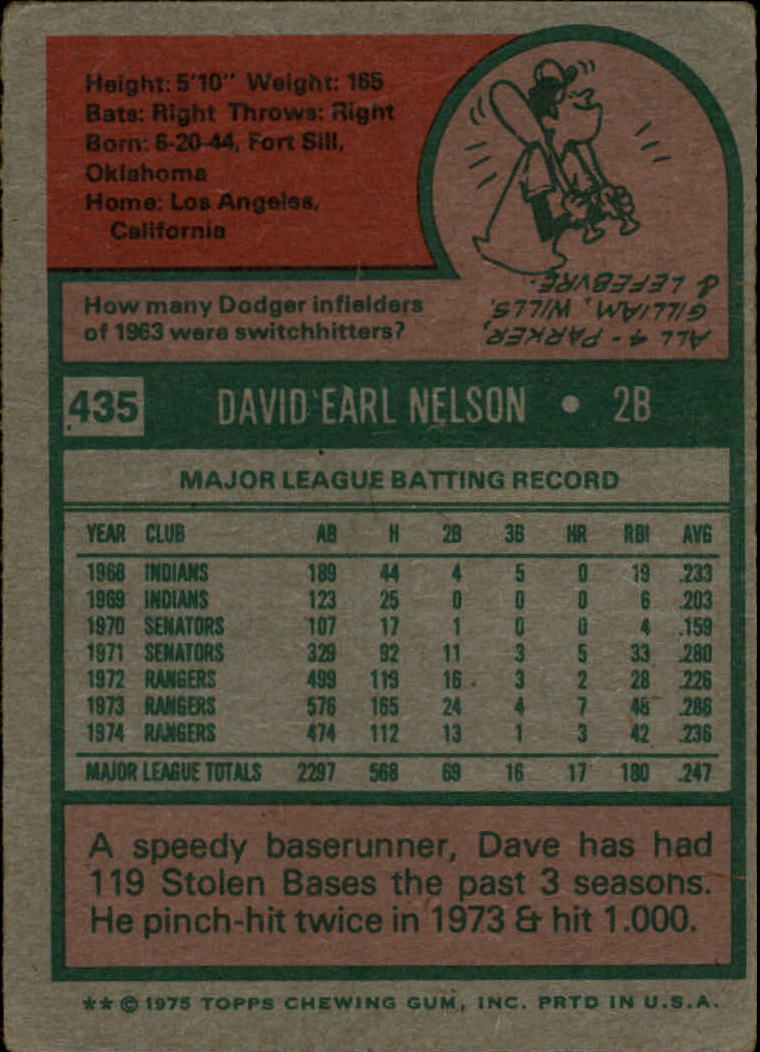 Height: 5'10" Weight: 165
Bats: Right Throws: Right
Born: 6-20-44, Fort Sill,
Oklahoma
Home: Los Angeles,
California
How many Dodger infielders
of 1963 were switchhitters?
ALL 4 - PARKER,
GILLIAM, WILLS,
& LEFEBVRE.
435 DAVID EARL NELSON • 2B
MAJOR LEAGUE BATTING RECORD
YEAR CLUB AB H 2B 3B HR RBI AVG
1968 INDIANS 189 44 4 5 0 19 .233
1969 INDIANS 123 25 0 0 0 6 .203
1970 SENATORS 107 17 1 0 0 4 .159
1971 SENATORS 329 92 11 3 5 33 .280
1972 RANGERS 499 113 16 3 2 28 .226
1973 RANGERS 576 165 24 4 7 48 .286
1974 RANGERS 474 112 13 1 3 42 .236
MAJOR LEAGUE TOTALS 2297 568 69 16 17 180 .247
A speedy baserunner, Dave has had
119 Stolen Bases the past 3 seasons.
He pinch-hit twice in 1973 & hit 1.000.
** © 1975 TOPPS CHEWING GUM, INC. PRTD IN U.S.A.